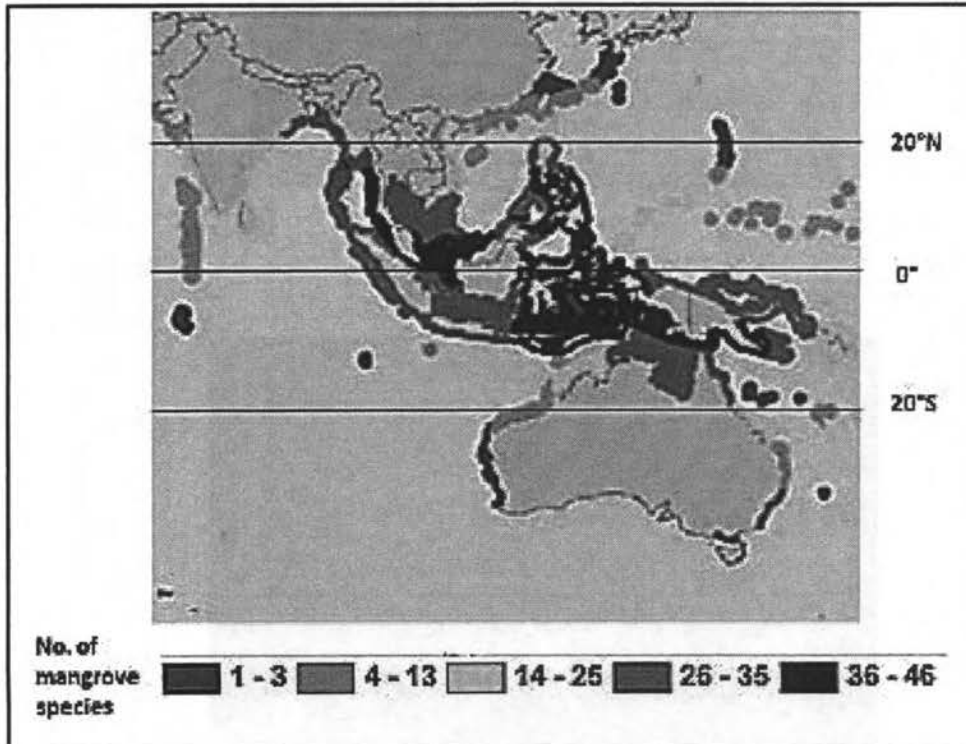 20°N
0°
20°S
No. of
mangrove
species
1 - 3
4 - 13
14 - 25
26 - 35
36 - 46